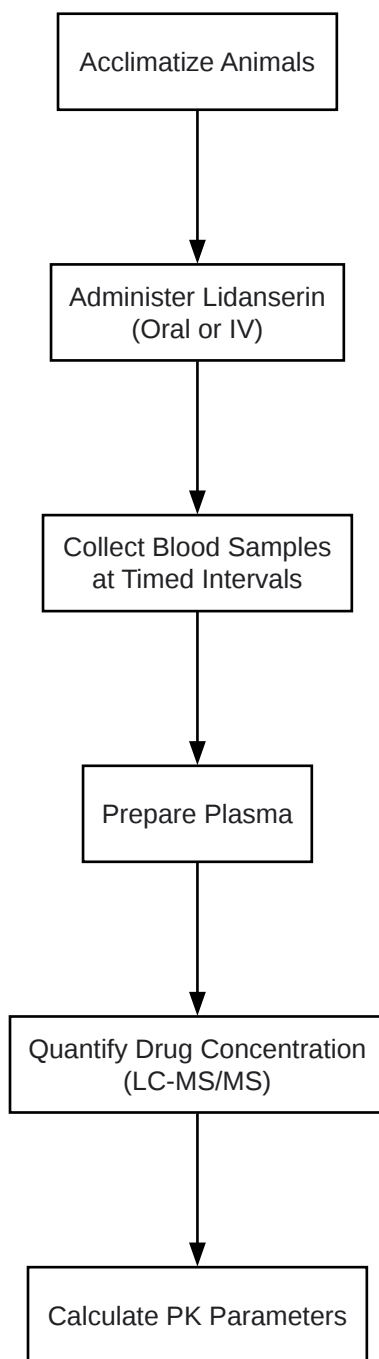 Acclimatize Animals
Administer Lidanserin
(Oral or IV)
Collect Blood Samples
at Timed Intervals
Prepare Plasma
Quantify Drug Concentration
(LC-MS/MS)
Calculate PK Parameters